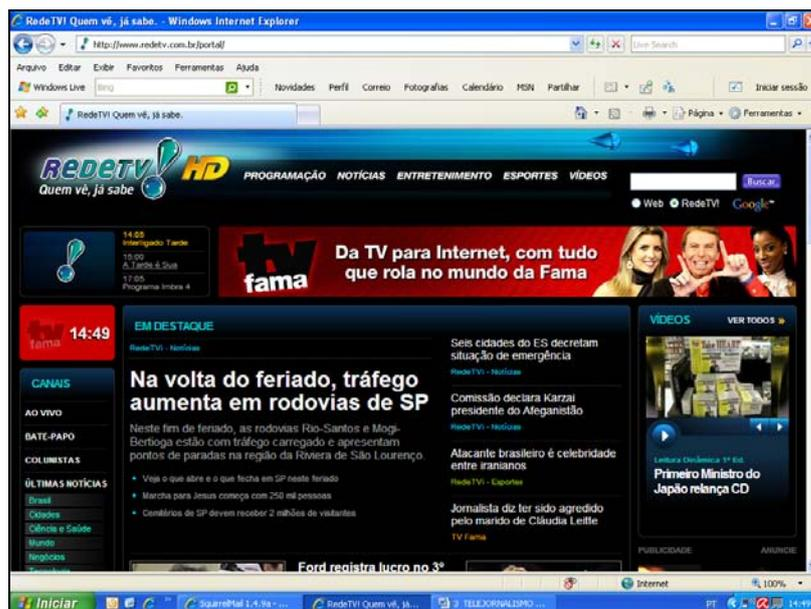 RedeTV! Quem vê, já sabe. - Windows Internet Explorer
http://www.redetv.com.br/portal/
Live Search
Arquivo Editar Exibir Favoritos Ferramentas Ajuda
Windows Live Bing Novidades Perfil Correio Fotografias Calendário MSN Partilhar Iniciar sessão
RedeTV! Quem vê, já sabe. Página Ferramentas
REDETV! HD
Quem vê, já sabe
PROGRAMAÇÃO NOTÍCIAS ENTRETENIMENTO ESPORTES VÍDEOS
Buscar
Web RedeTV! Google
14:05
Interligado Tarde
15:00
A Tarde é Sua
17:05
Programa Imbra 4
tv fama
Da TV para Internet, com tudo
que rola no mundo da Fama
tv fama 14:49
CANAIS
AO VIVO
BATE-PAPO
COLUNISTAS
ÚLTIMAS NOTÍCIAS
Brasil
Cidades
Ciência e Saúde
Mundo
Negócios
Tecnologia
EM DESTAQUE
RedeTVi - Notícias
Na volta do feriado, tráfego
aumenta em rodovias de SP
Neste fim de feriado, as rodovias Rio-Santos e Mogi-
Bertioga estão com tráfego carregado e apresentam
pontos de paradas na região da Riviera de São Lourenço.
Veja o que abre e o que fecha em SP neste feriado
Marcha para Jesus começa com 250 mil pessoas
Cemitérios de SP devem receber 2 milhões de visitantes
Seis cidades do ES decretam
situação de emergência
RedeTVi - Notícias
Comissão declara Karzai
presidente do Afeganistão
RedeTVi - Notícias
Atacante brasileiro é celebridade
entre iranianos
RedeTVi - Esportes
Jornalista diz ter sido agredido
pelo marido de Cláudia Leitte
TV Fama
Ford registra lucro no 3º
VÍDEOS VER TODOS
Leitura Dinâmica 1ª Ed.
Primeiro Ministro do
Japão relança CD
PUBLICIDADE ANUNCIE
Internet 100%
Iniciar SquirrelMail 1.4.9a - ... RedeTV! Quem vê, já... 3 TELEJORNALISMO ... PT